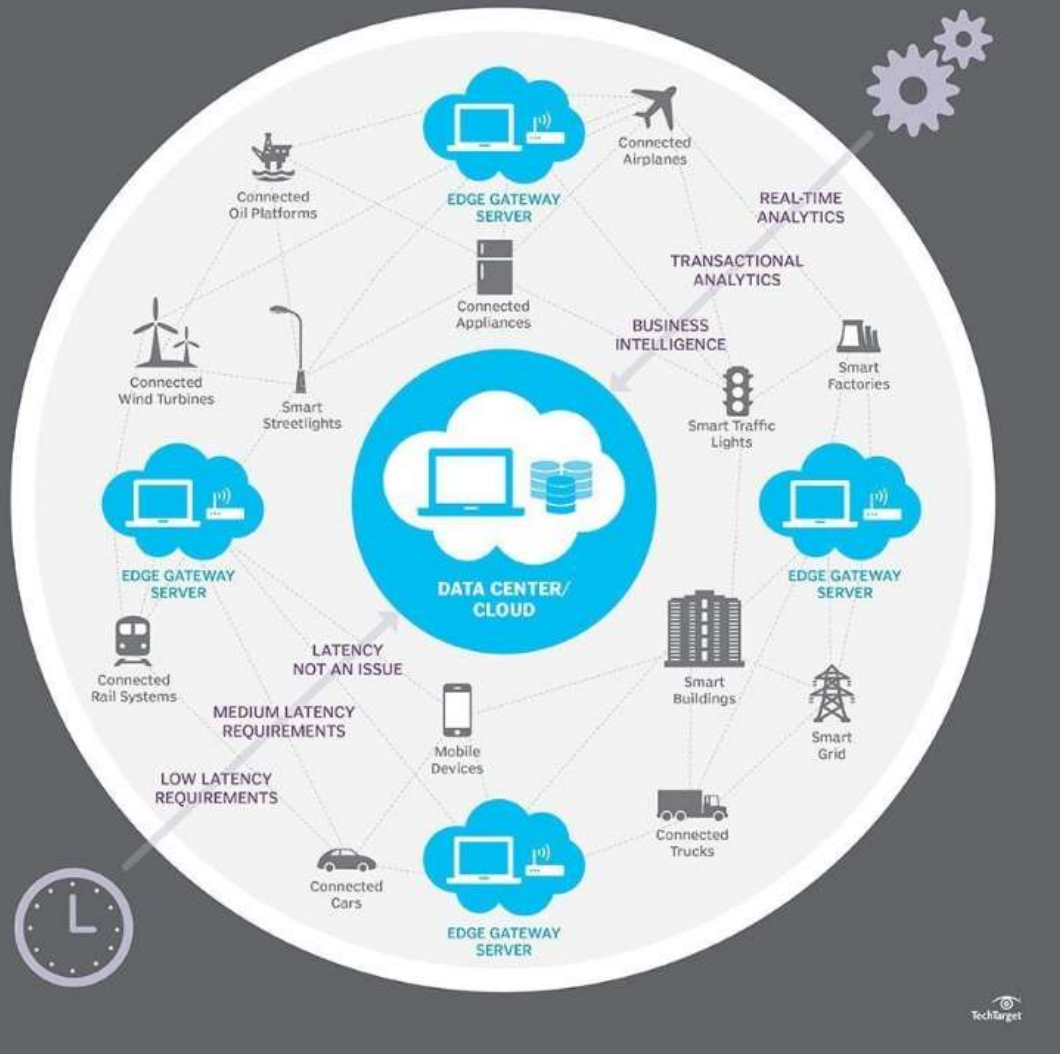 Connected
Airplanes
Connected
Oil Platforms
EDGE GATEWAY
SERVER
REAL-TIME
ANALYTICS
TRANSACTIONAL
ANALYTICS
Connected
Appliances
BUSINESS
INTELLIGENCE
Connected
Wind Turbines
Smart
Streetlights
Smart
Factories
Smart Traffic
Lights
EDGE GATEWAY
SERVER
DATA CENTER/
CLOUD
EDGE GATEWAY
SERVER
LATENCY
NOT AN ISSUE
Connected
Rail Systems
Smart
Buildings
MEDIUM LATENCY
REQUIREMENTS
Mobile
Devices
Smart
Grid
LOW LATENCY
REQUIREMENTS
Connected
Trucks
Connected
Cars
EDGE GATEWAY
SERVER
TechTarget